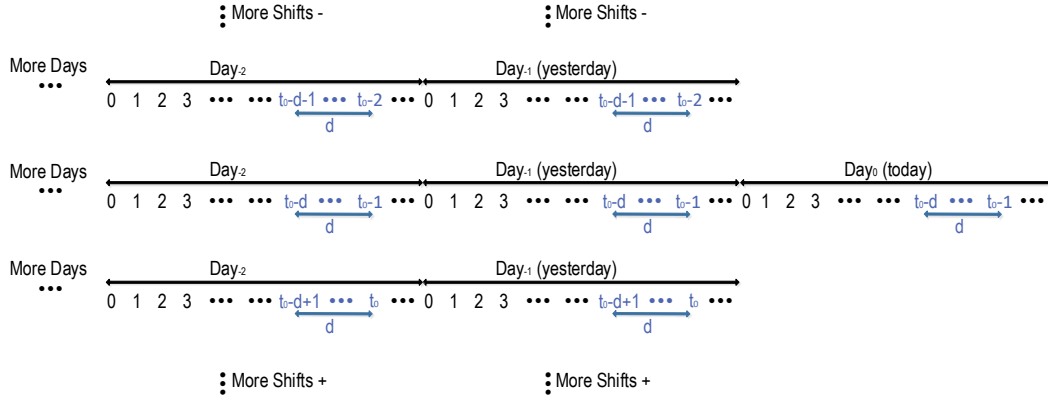 ⋮ More Shifts - ⋮ More Shifts -
More Days Day-2 Day-1 (yesterday)
••• 0 1 2 3 ••• ••• t0-d-1 ••• t0-2 ••• 0 1 2 3 ••• ••• t0-d-1 ••• t0-2 •••
d d
More Days Day-2 Day-1 (yesterday) Day0 (today)
••• 0 1 2 3 ••• ••• t0-d ••• t0-1 ••• 0 1 2 3 ••• ••• t0-d ••• t0-1 ••• 0 1 2 3 ••• ••• t0-d ••• t0-1 •••
d d d
More Days Day-2 Day-1 (yesterday)
••• 0 1 2 3 ••• ••• t0-d+1 ••• t0 ••• 0 1 2 3 ••• ••• t0-d+1 ••• t0 •••
d d
⋮ More Shifts + ⋮ More Shifts +